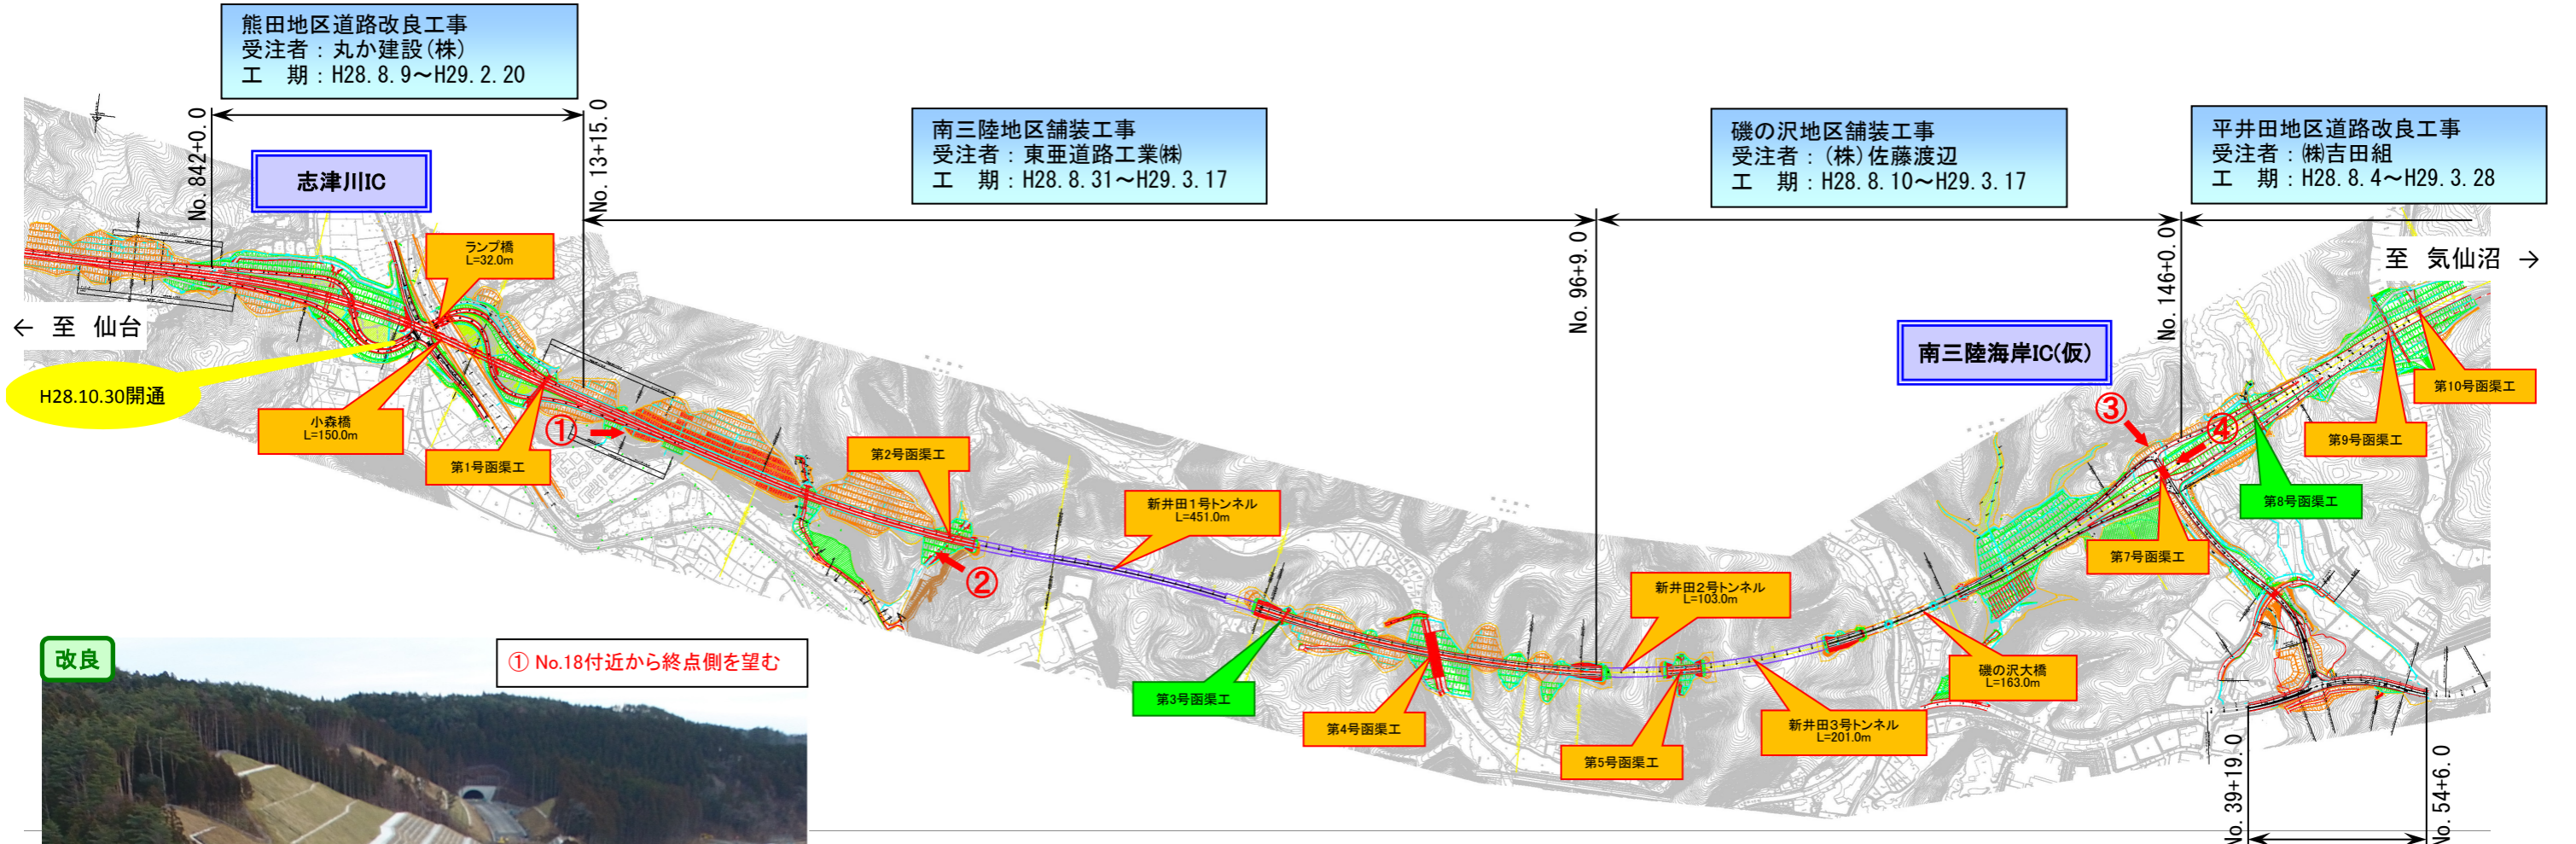 熊田地区道路改良工事
受注者：丸か建設(株)
工　期：H28.8.9～H29.2.20
南三陸地区舗装工事
受注者：東亜道路工業㈱
工　期：H28.8.31～H29.3.17
磯の沢地区舗装工事
受注者：(株)佐藤渡辺
工　期：H28.8.10～H29.3.17
平井田地区道路改良工事
受注者：㈱吉田組
工　期：H28.8.4～H29.3.28
No.842+0.0
No.13+15.0
No.96+9.0
No.146+0.0
志津川IC
南三陸海岸IC(仮)
至 気仙沼 →
← 至 仙台
H28.10.30開通
ランプ橋
L=32.0m
小森橋
L=150.0m
第1号函渠工
①
第2号函渠工
②
新井田1号トンネル
L=451.0m
第3号函渠工
第4号函渠工
新井田2号トンネル
L=103.0m
第5号函渠工
新井田3号トンネル
L=201.0m
磯の沢大橋
L=163.0m
③
④
第7号函渠工
第8号函渠工
第9号函渠工
第10号函渠工
No.39+19.0
No.54+6.0
改良
① No.18付近から終点側を望む